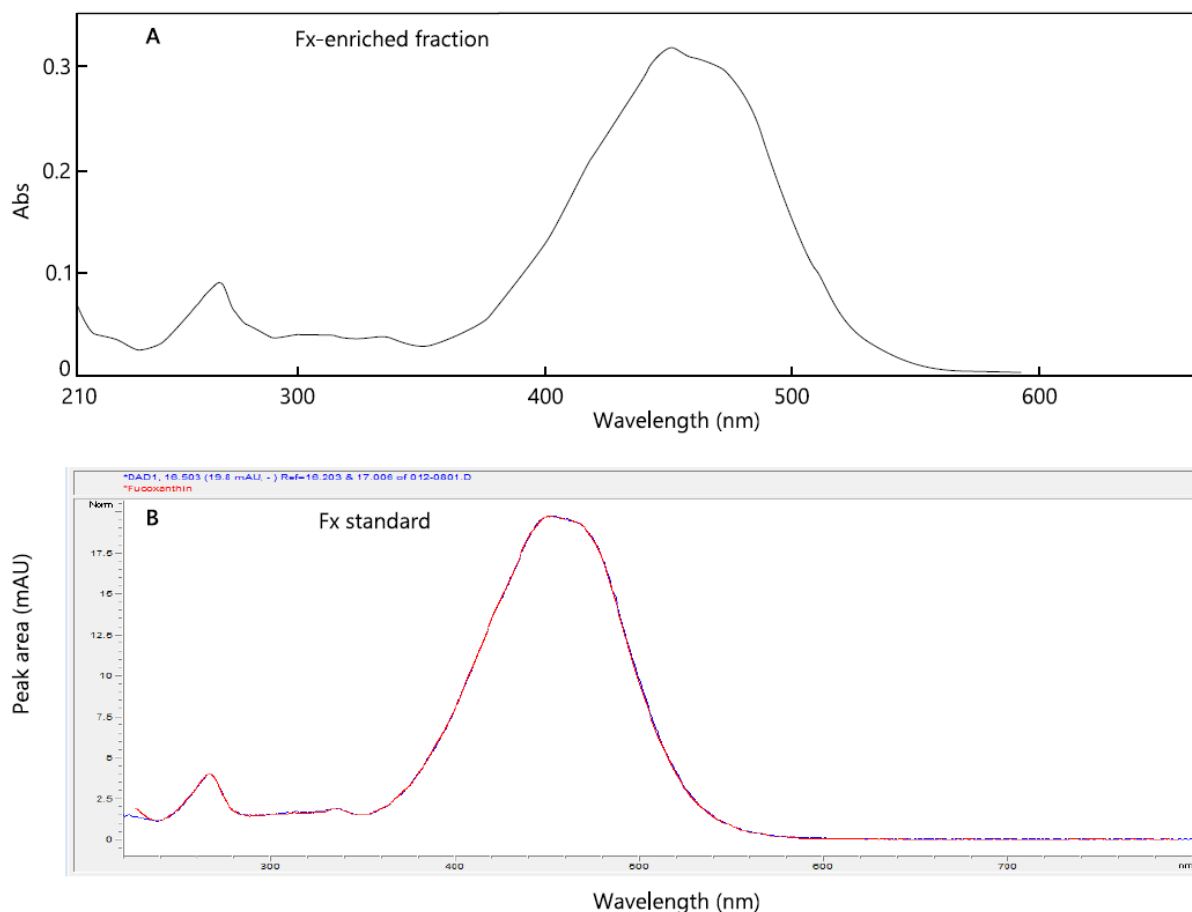 A
Fx-enriched fraction
0.3
0.2
0.1
0
Abs
210
300
400
500
600
Wavelength (nm)
*DAD1, 16.503 (19.8 mAU, - ) Ref=16.203 & 17.006 of 012-0801.D
*Fucoxanthin
Norm
B
Fx standard
17.5
15
12.5
10
7.5
5
2.5
0
Peak area (mAU)
300
400
500
600
700
nm
Wavelength (nm)